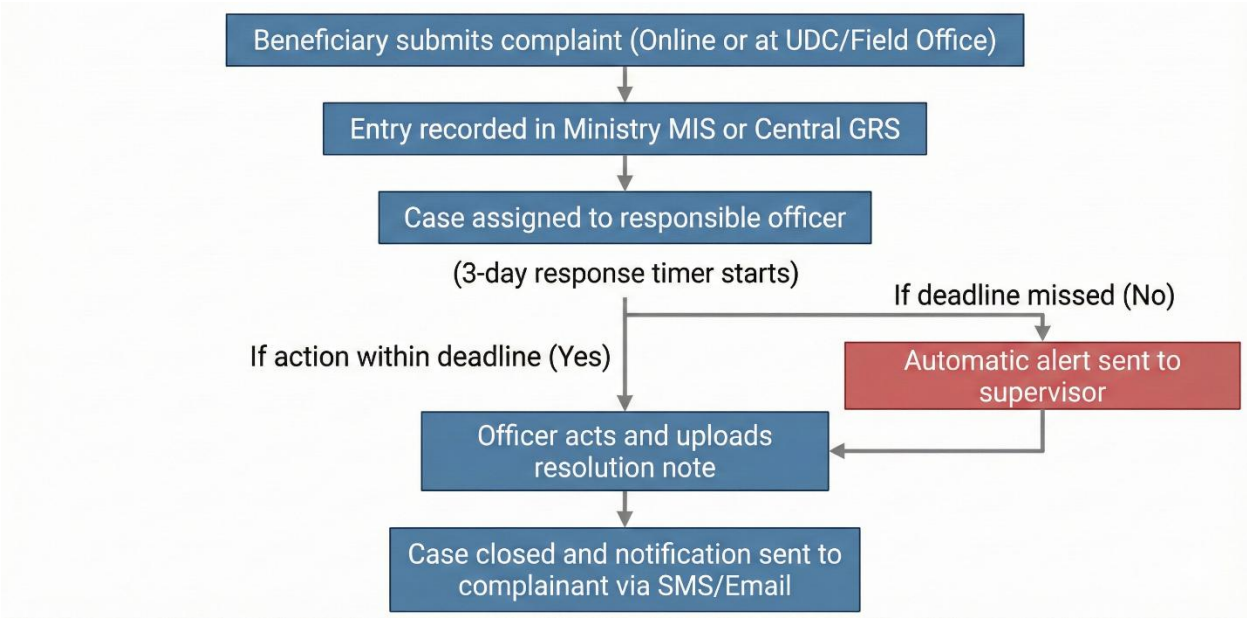 Beneficiary submits complaint (Online or at UDC/Field Office)
Entry recorded in Ministry MIS or Central GRS
Case assigned to responsible officer
(3-day response timer starts)
If deadline missed (No)
If action within deadline (Yes)
Automatic alert sent to
supervisor
Officer acts and uploads
resolution note
Case closed and notification sent to
complainant via SMS/Email